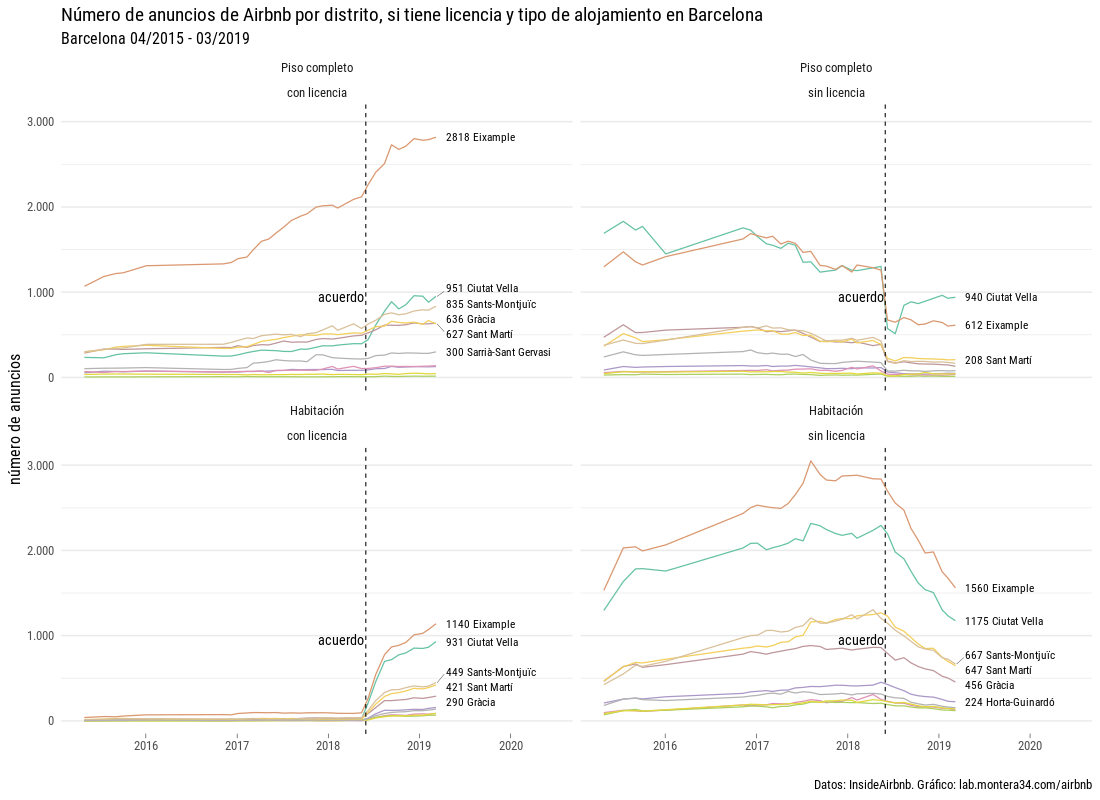 Número de anuncios de Airbnb por distrito, si tiene licencia y tipo de alojamiento en Barcelona
Barcelona 04/2015 - 03/2019
número de anuncios
Piso completo
con licencia
3.000
2.000
1.000
0
acuerdo
2818 Eixample
951 Ciutat Vella
835 Sants-Montjuïc
636 Gràcia
627 Sant Martí
300 Sarrià-Sant Gervasi
Piso completo
sin licencia
acuerdo
940 Ciutat Vella
612 Eixample
208 Sant Martí
Habitación
con licencia
3.000
2.000
1.000
0
acuerdo
1140 Eixample
931 Ciutat Vella
449 Sants-Montjuïc
421 Sant Martí
290 Gràcia
2016 2017 2018 2019 2020
Habitación
sin licencia
acuerdo
1560 Eixample
1175 Ciutat Vella
667 Sants-Montjuïc
647 Sant Martí
456 Gràcia
224 Horta-Guinardó
2016 2017 2018 2019 2020
Datos: InsideAirbnb. Gráfico: lab.montera34.com/airbnb